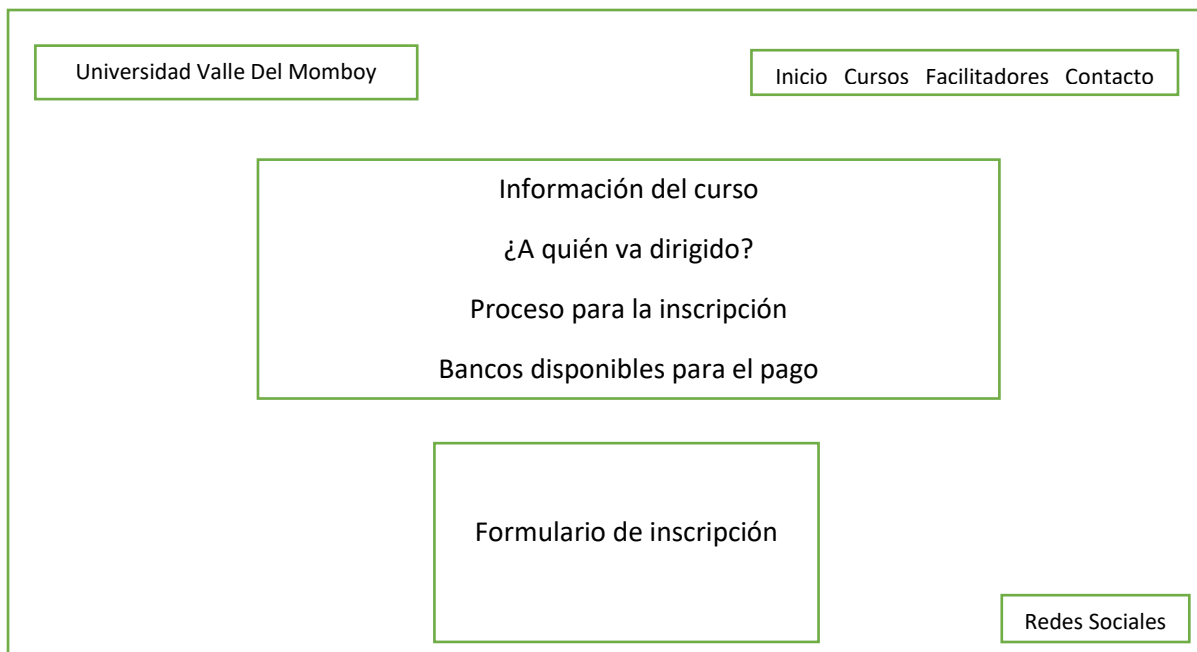 Universidad Valle Del Momboy
Inicio Cursos Facilitadores Contacto
Información del curso
¿A quién va dirigido?
Proceso para la inscripción
Bancos disponibles para el pago
Formulario de inscripción
Redes Sociales